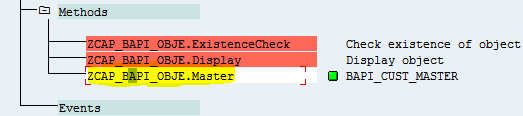 Methods
ZCAP_BAPI_OBJE.ExistenceCheck Check existence of object
ZCAP_BAPI_OBJE.Display Display object
ZCAP_BAPI_OBJE.Master BAPI_CUST_MASTER
Events